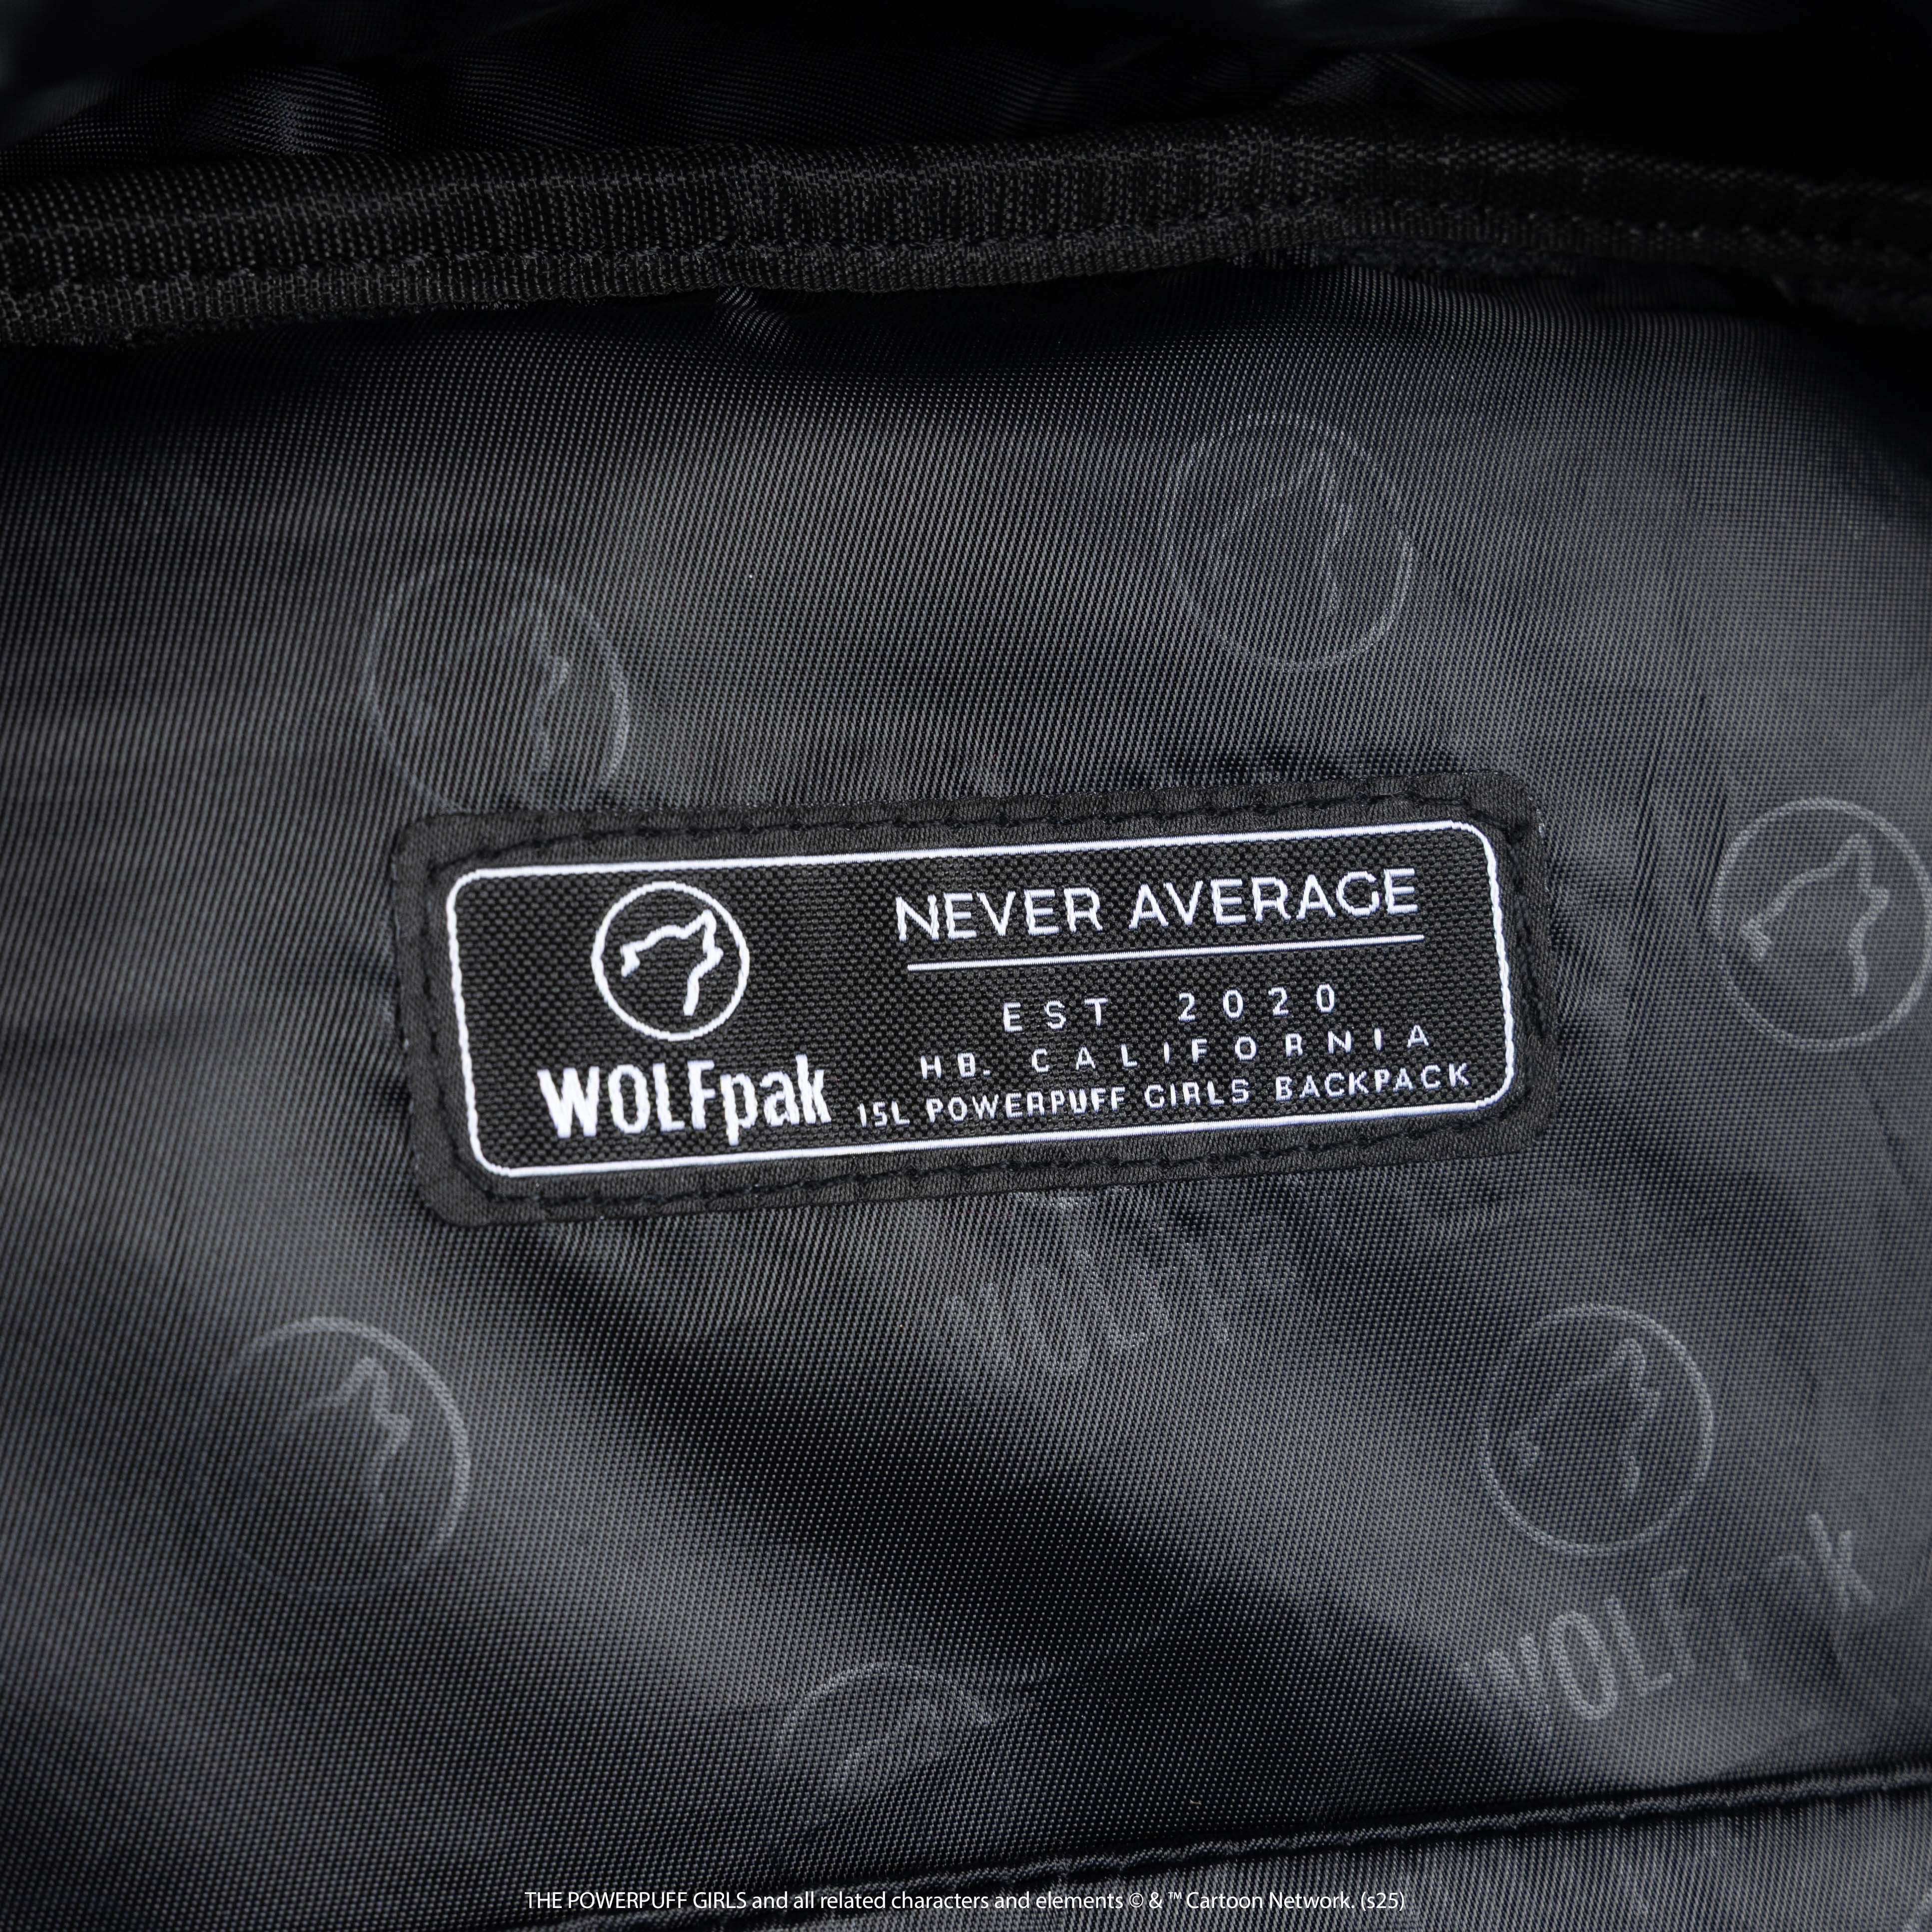 NEVER AVERAGE
EST 2020
HB. CALIFORNIA
15L POWERPUFF GIRLS BACKPACK
WOLFpak
WOLFpak
THE POWERPUFF GIRLS and all related characters and elements © & ™ Cartoon Network. (s25)